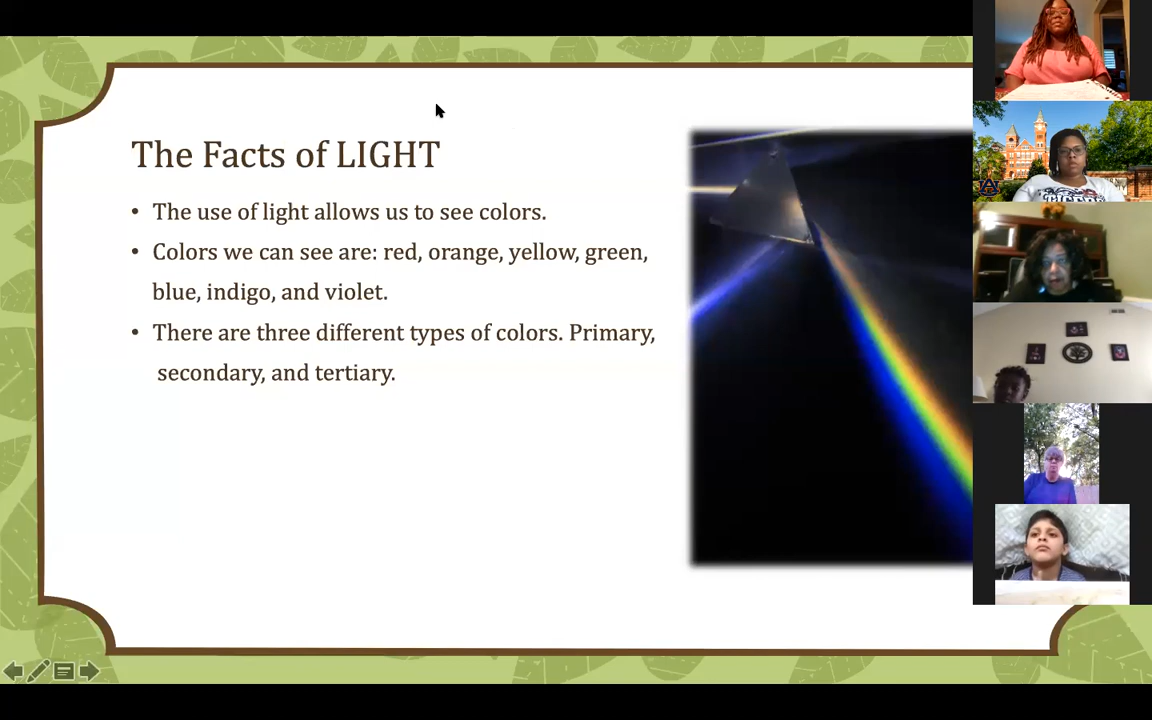 The Facts of LIGHT
• The use of light allows us to see colors.
• Colors we can see are: red, orange, yellow, green,
blue, indigo, and violet.
• There are three different types of colors. Primary,
secondary, and tertiary.